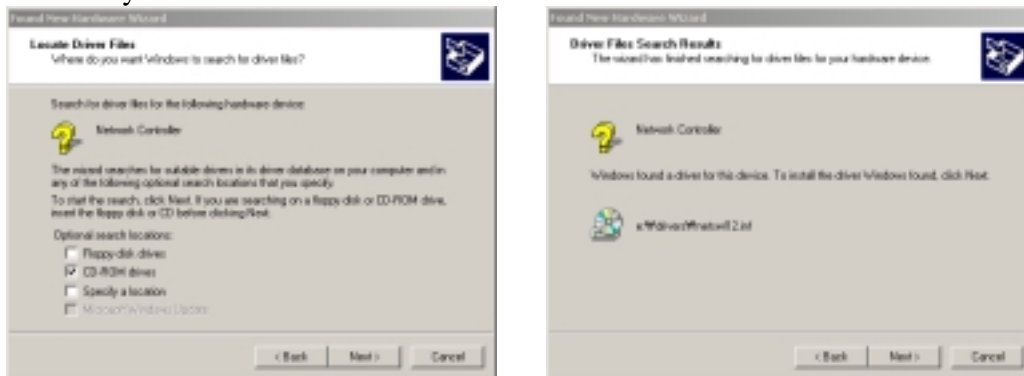 Found New Hardware Wizard
Locate Driver Files
Where do you want Windows to search for driver files?
Search for driver files for the following hardware device:
Network Controller
The wizard searches for suitable drivers in its driver database on your computer and in
any of the following optional search locations that you specify.
To start the search, click Next. If you are searching on a floppy disk or CD-ROM drive,
insert the floppy disk or CD before clicking Next.
Optional search locations:
Floppy disk drives
CD-ROM drives
Specify a location
Microsoft Windows Update
< Back
Next >
Cancel
Found New Hardware Wizard
Driver Files Search Results
The wizard has finished searching for driver files for your hardware device.
Network Controller
Windows found a driver for this device. To install the driver Windows found, click Next.
< Back
Next >
Cancel